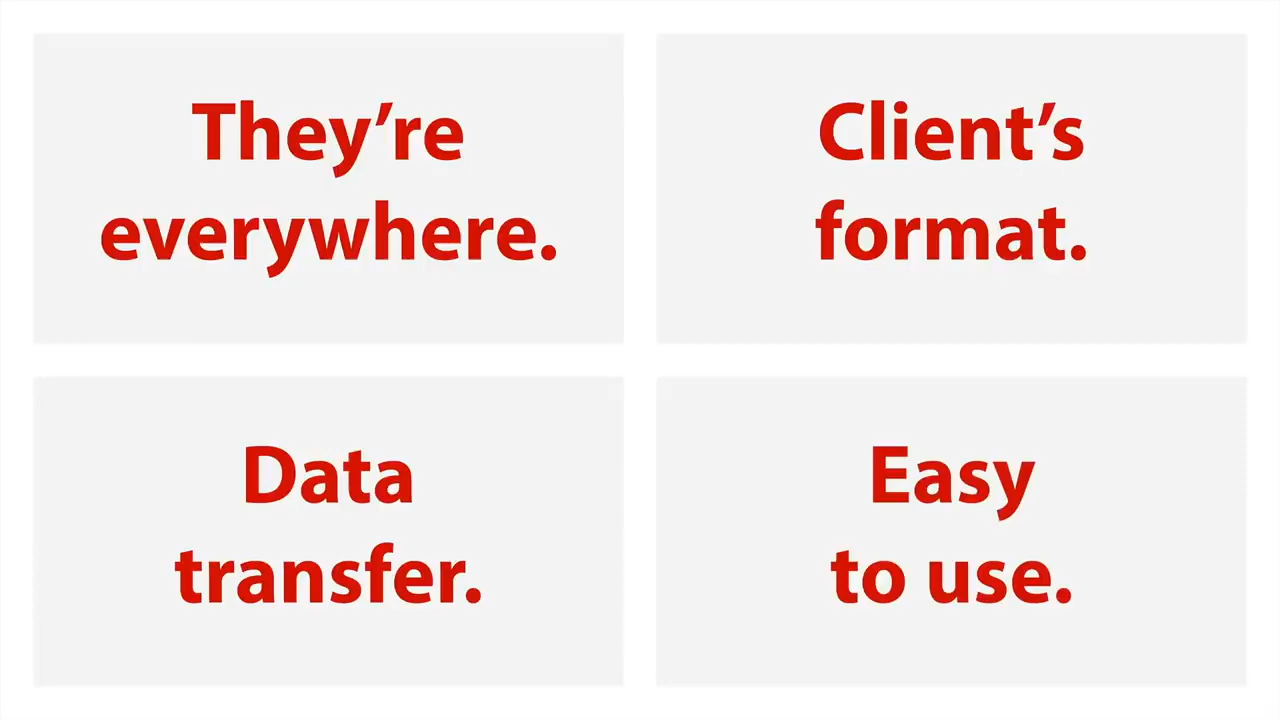 They’re
everywhere.
Client’s
format.
Data
transfer.
Easy
to use.